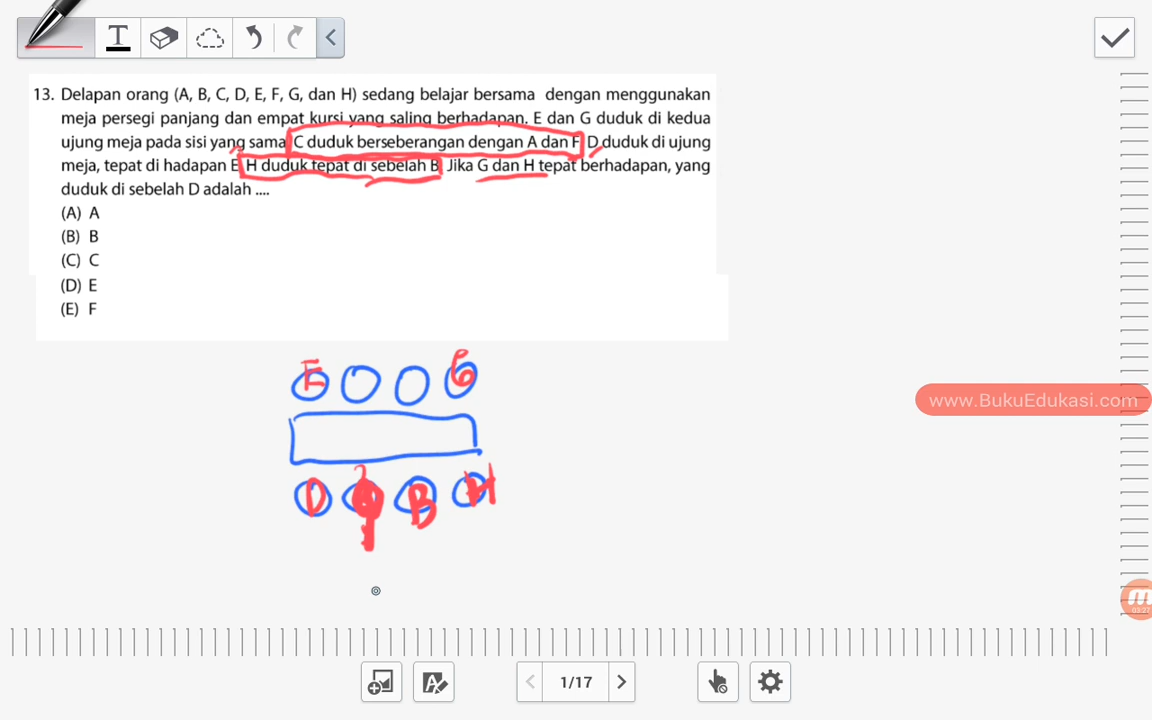 T
13. Delapan orang (A, B, C, D, E, F, G, dan H) sedang belajar bersama dengan menggunakan
meja persegi panjang dan empat kursi yang saling berhadapan. E dan G duduk di kedua
ujung meja pada sisi yang sama C duduk berseberangan dengan A dan F D duduk di ujung
meja, tepat di hadapan E H duduk tepat di sebelah B Jika G dan H tepat berhadapan, yang
duduk di sebelah D adalah ....
(A) A
(B) B
(C) C
(D) E
(E) F
E G
www.BukuEdukasi.com
D B H
03:27
A
1/17